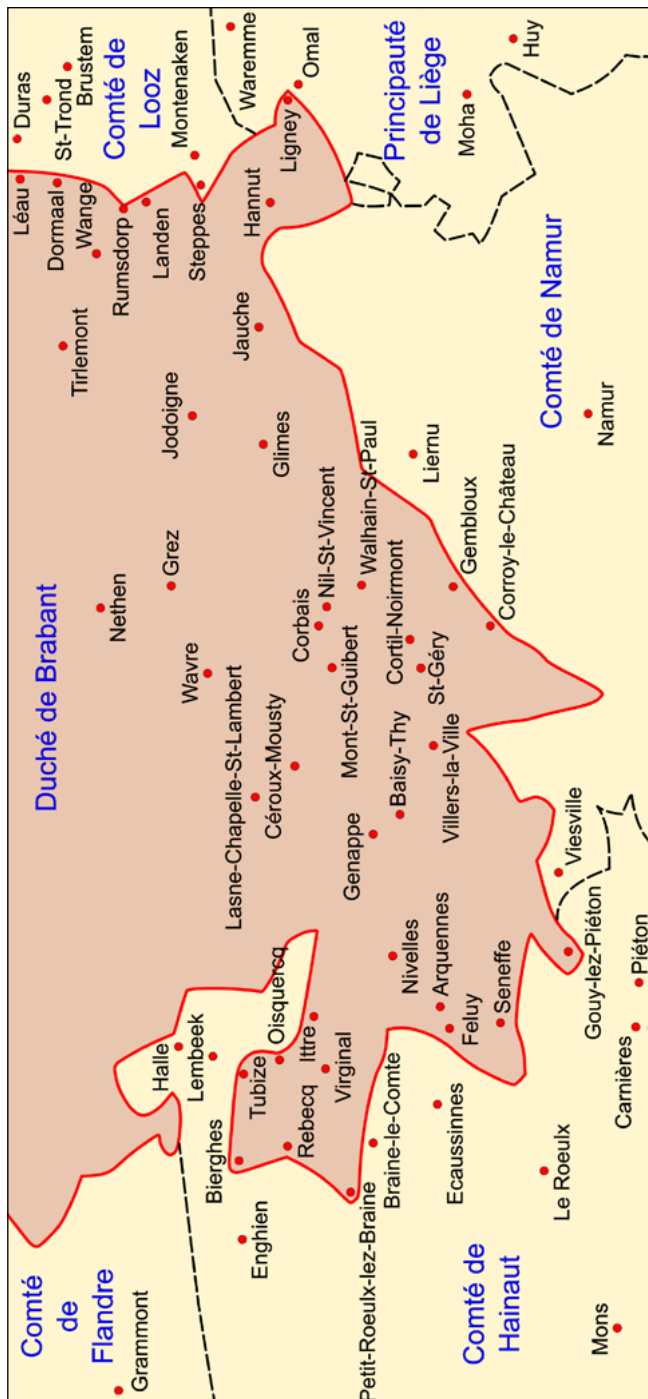 Duché de Brabant
Comté
de
Flandre
Comté de
Looz
Principauté
de Liège
Comté de Namur
Comté de
Hainaut
Grammont
Enghien
Bierghes
Halle
Lembeek
Tubize
Oisquercq
Rebecq
Ittre
Virginal
Petit-Roeulx-lez-Braine
Braine-le-Comte
Ecaussinnes
Le Roeulx
Mons
Carnières
Piéton
Gouy-lez-Piéton
Viesville
Seneffe
Feluy
Arquennes
Nivelles
Genappe
Baisy-Thy
Villers-la-Ville
Lasne-Chapelle-St-Lambert
Céroux-Mousty
Wavre
Nethen
Grez
Corbais
Nil-St-Vincent
Mont-St-Guibert
Walhain-St-Paul
Cortil-Noirmont
St-Géry
Gembloux
Corroy-le-Château
Liernu
Namur
Glimes
Jodoigne
Tirlemont
Jauche
Hannut
Ligney
Omal
Waremme
Montenaken
Steppes
Landen
Rumsdorp
Wange
Dormaal
Léau
Duras
St-Trond
Brustem
Moha
Huy